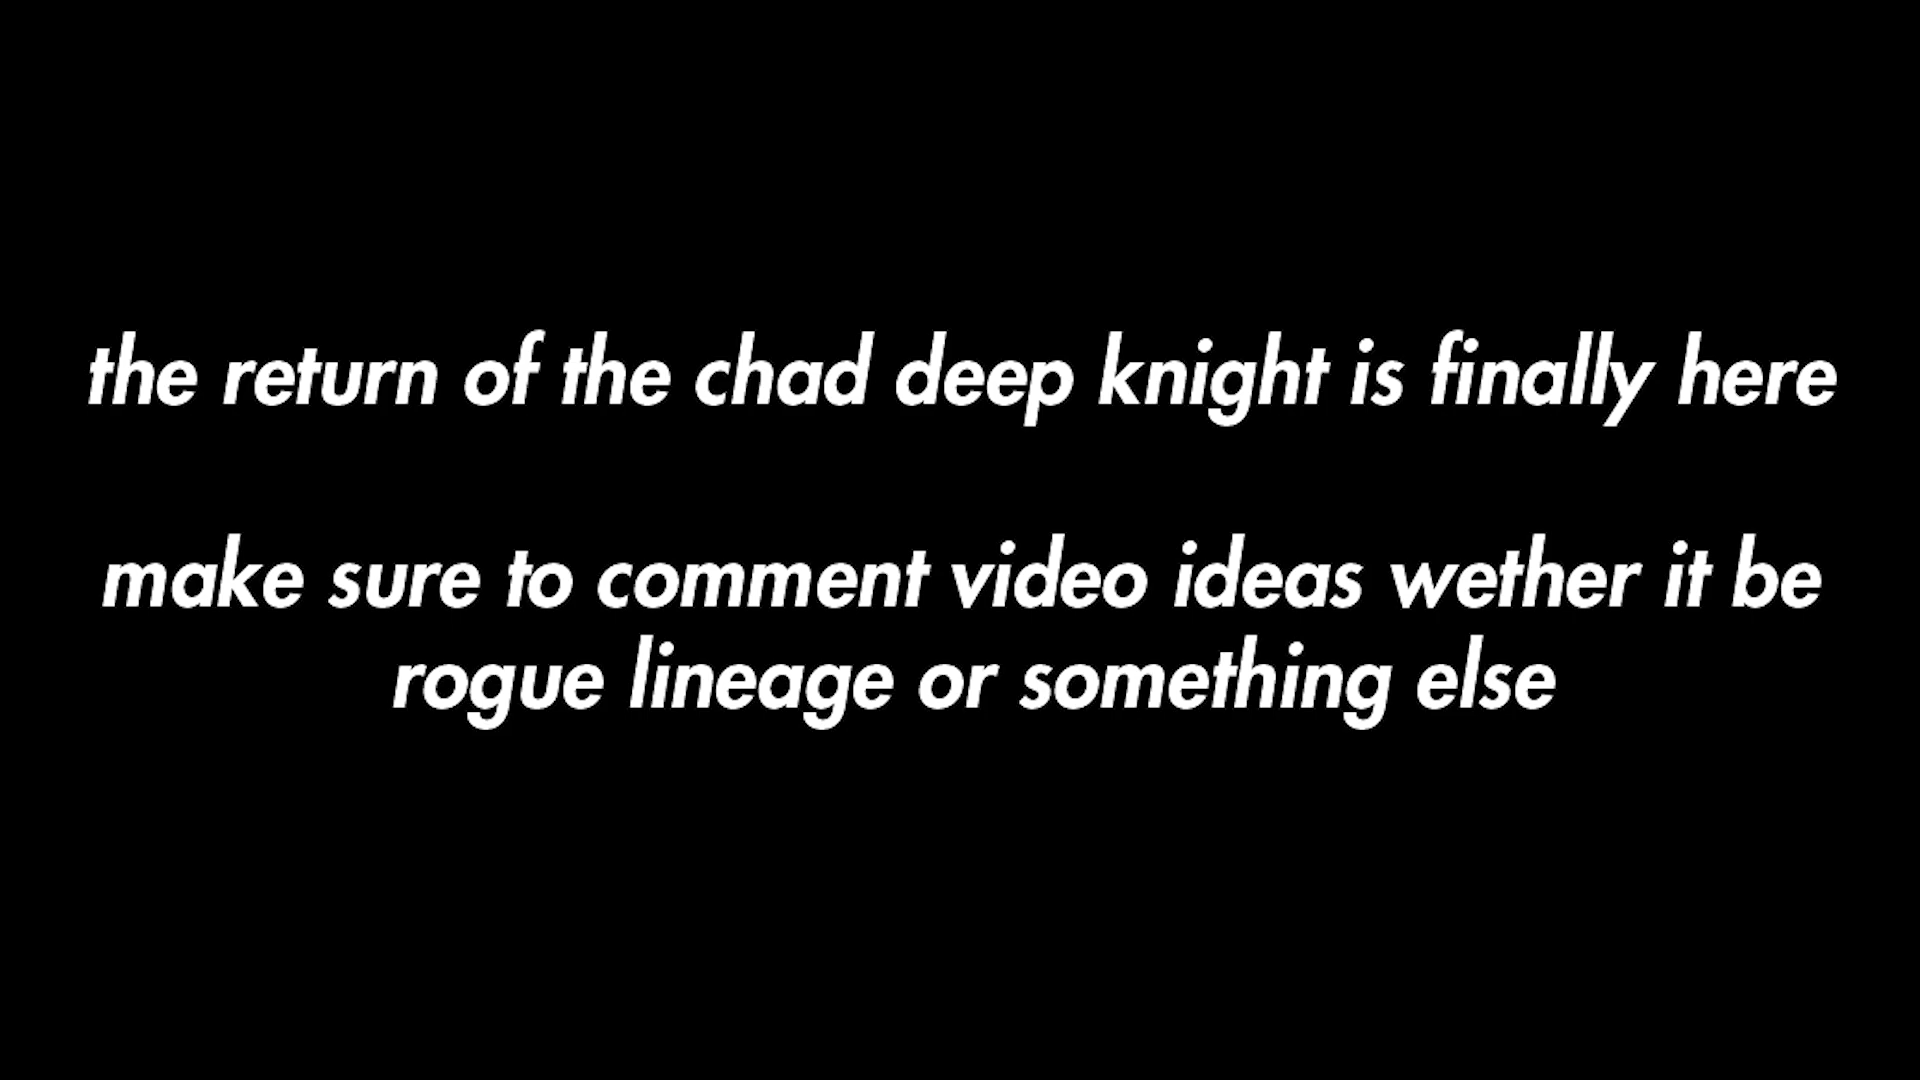 the return of the chad deep knight is finally here
make sure to comment video ideas wether it be
rogue lineage or something else